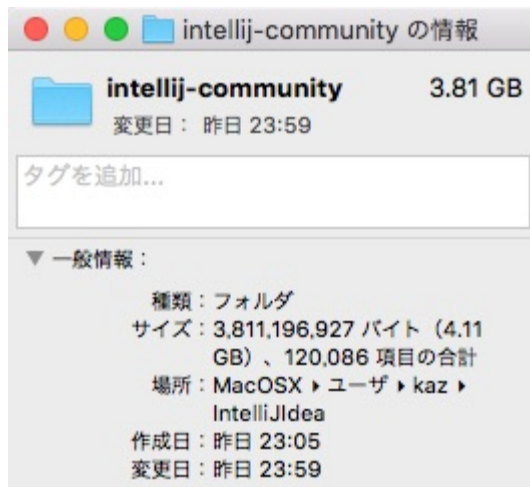 intellij-community の情報
intellij-community 3.81 GB
変更日： 昨日 23:59
タグを追加...
▼ 一般情報：
種類：フォルダ
サイズ：3,811,196,927 バイト（4.11
GB）、120,086 項目の合計
場所：MacOSX ▸ ユーザ ▸ kaz ▸
IntelliJIdea
作成日：昨日 23:05
変更日：昨日 23:59